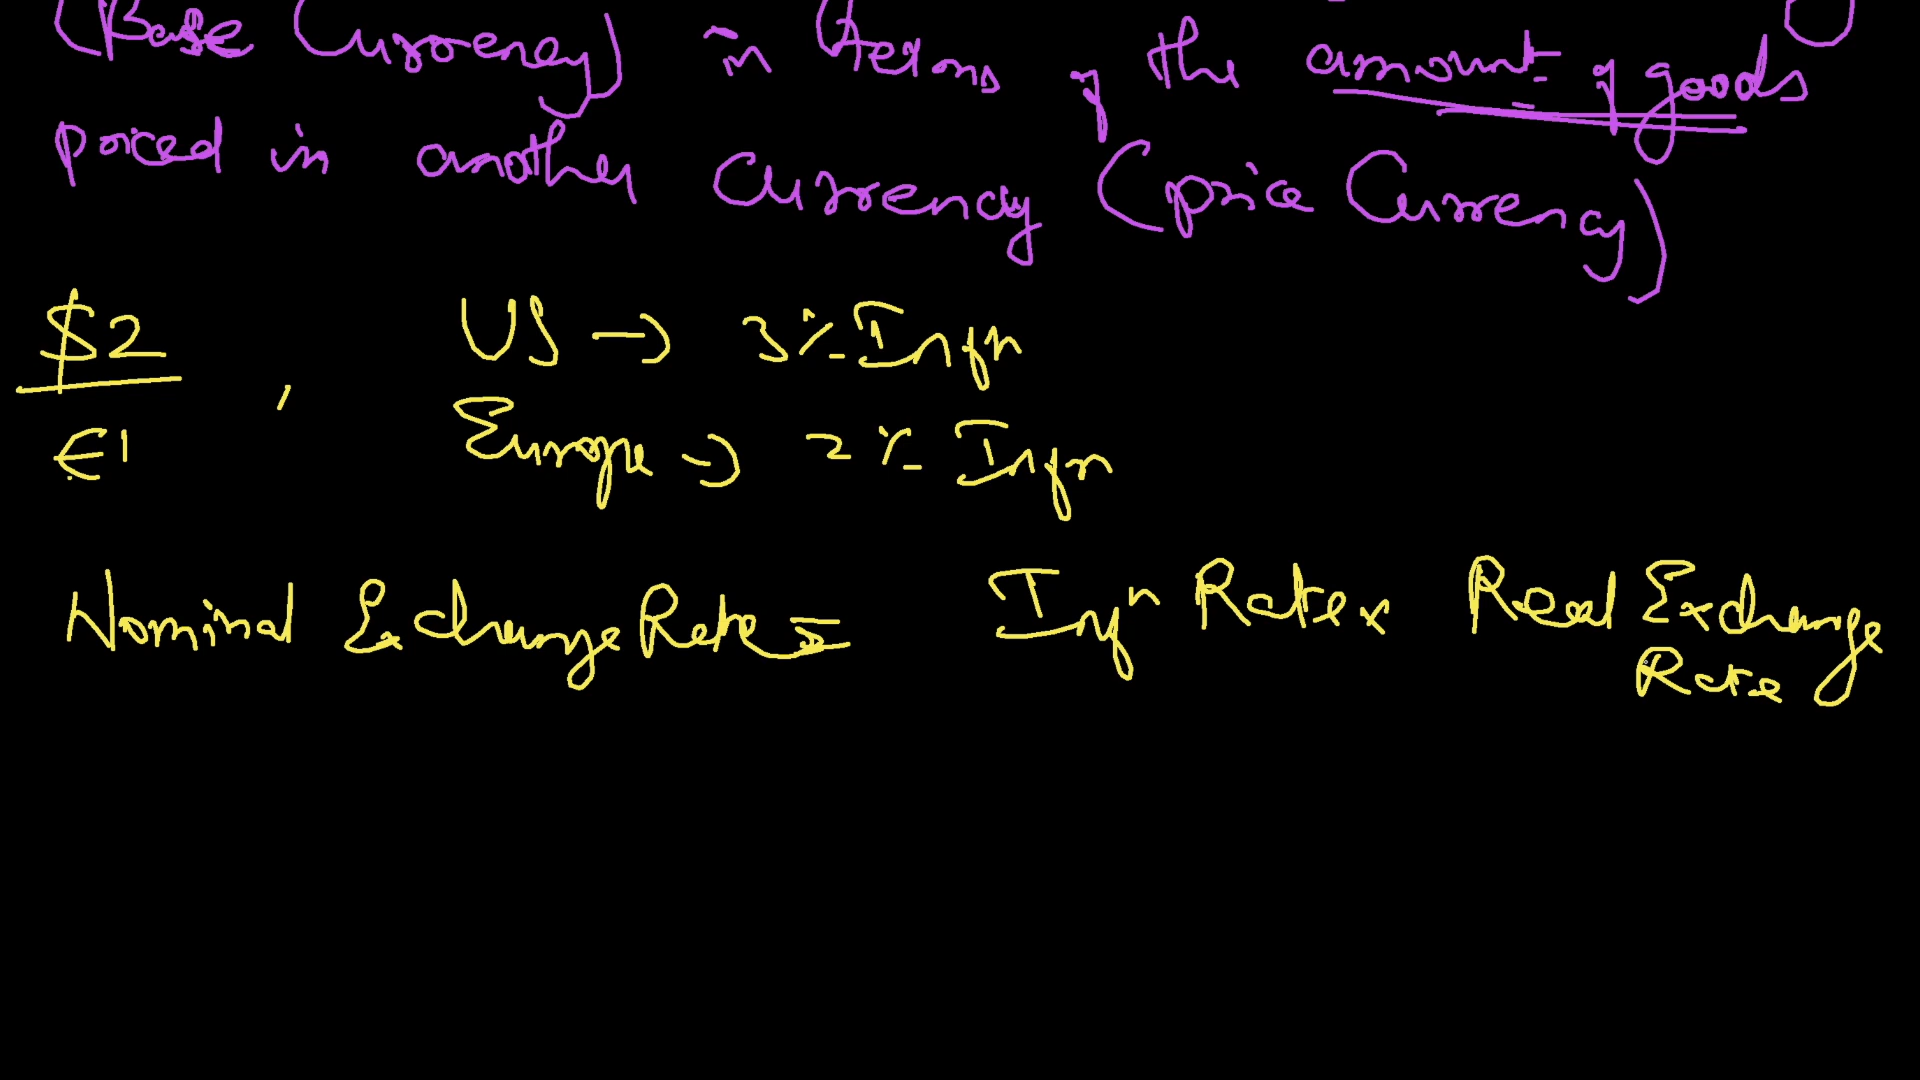 (Base Currency) in terms of the amount of goods
priced in another Currency (price Currency)
$2
€1
,
US → 3% Infn
Europe → 2% Infn
Nominal Exchange Rate = Infn Rate x Real Exchange
Rate